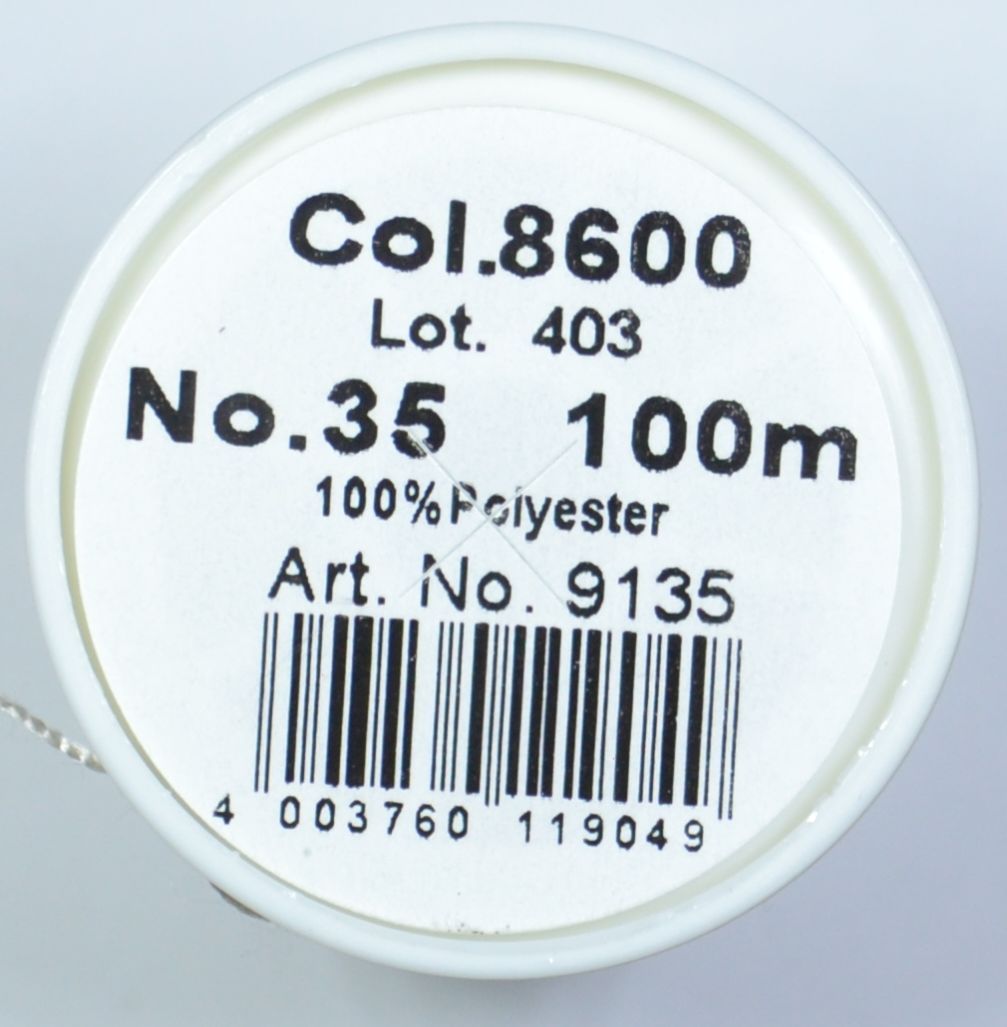 Col.8600
Lot. 403
No.35 100m
100%Polyester
Art. No. 9135
4 003760 119049